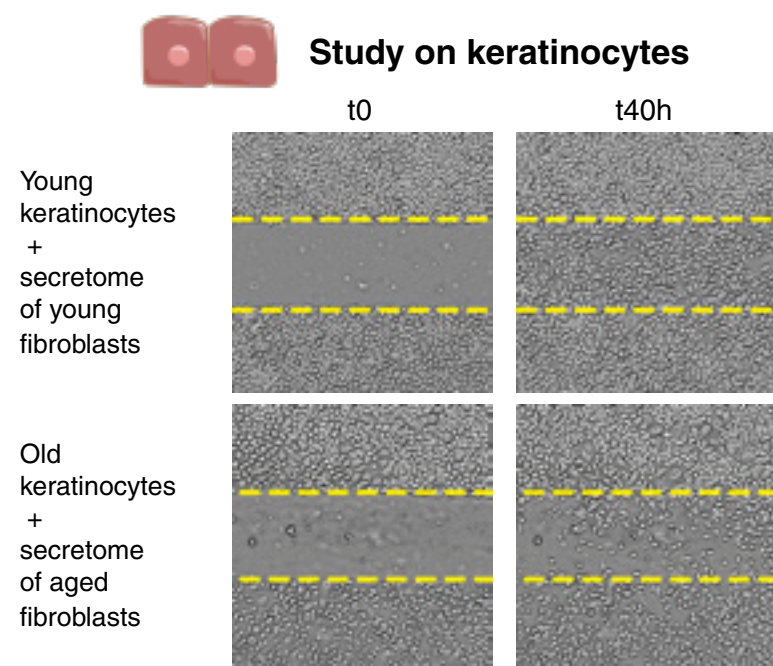 Study on keratinocytes
t0
t40h
Young
keratinocytes
+
secretome
of young
fibroblasts
Old
keratinocytes
+
secretome
of aged
fibroblasts